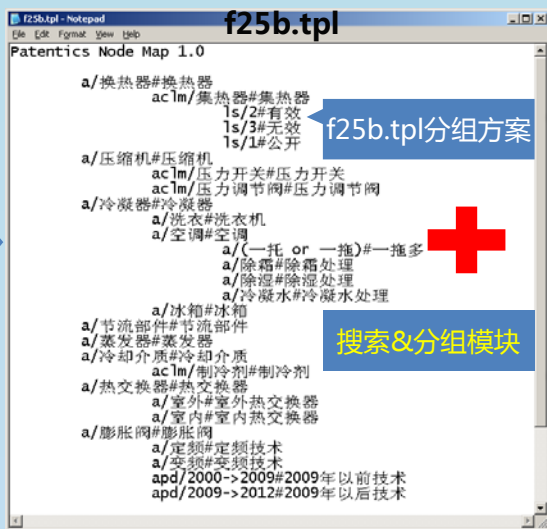 f25b.tpl - Notepad
f25b.tpl
File Edit Format View Help
Patentics Node Map 1.0
a/换热器#换热器
aclm/集热器#集热器
ls/2#有效
ls/3#无效
ls/1#公开
f25b.tpl分组方案
a/压缩机#压缩机
aclm/压力开关#压力开关
aclm/压力调节阀#压力调节阀
a/冷凝器#冷凝器
a/洗衣#洗衣机
a/空调#空调
a/(一托 or 一拖)#一拖多
a/除霜#除霜处理
a/除湿#除湿处理
a/冷凝水#冷凝水处理
a/冰箱#冰箱
搜索&分组模块
a/节流部件#节流部件
a/蒸发器#蒸发器
a/冷却介质#冷却介质
aclm/制冷剂#制冷剂
a/热交换器#热交换器
a/室外#室外热交换器
a/室内#室内热交换器
a/膨胀阀#膨胀阀
a/定频#定频技术
a/变频#变频技术
apd/2000->2009#2009年以前技术
apd/2009->2012#2009年以后技术